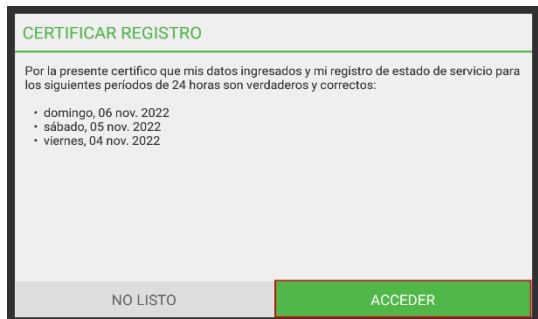 CERTIFICAR REGISTRO
Por la presente certifico que mis datos ingresados y mi registro de estado de servicio para
los siguientes períodos de 24 horas son verdaderos y correctos:
• domingo, 06 nov. 2022
• sábado, 05 nov. 2022
• viernes, 04 nov. 2022
NO LISTO
ACCEDER